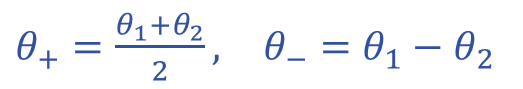 θ₊ = (θ₁+θ₂)/2 , θ₋ = θ₁ − θ₂